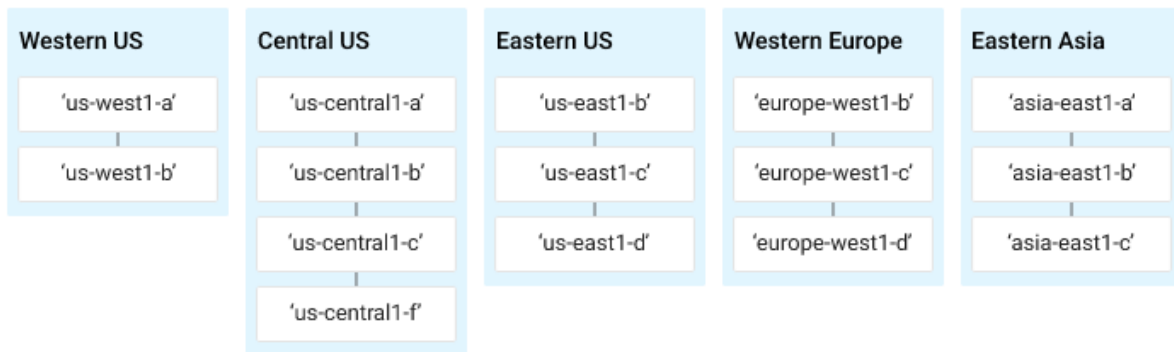 Western US
‘us-west1-a’
‘us-west1-b’
Central US
‘us-central1-a’
‘us-central1-b’
‘us-central1-c’
‘us-central1-f’
Eastern US
‘us-east1-b’
‘us-east1-c’
‘us-east1-d’
Western Europe
‘europe-west1-b’
‘europe-west1-c’
‘europe-west1-d’
Eastern Asia
‘asia-east1-a’
‘asia-east1-b’
‘asia-east1-c’